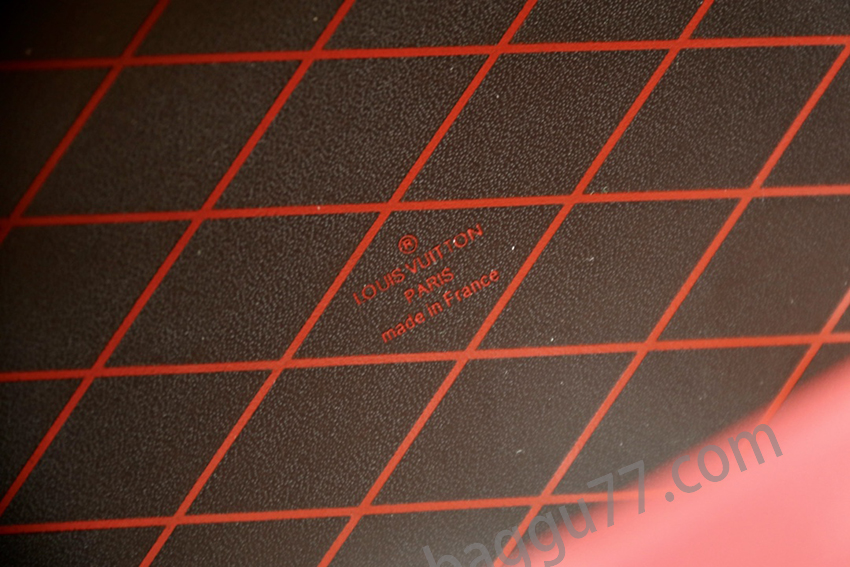 ®
LOUIS VUITTON
PARIS
made in France
baggu77.com